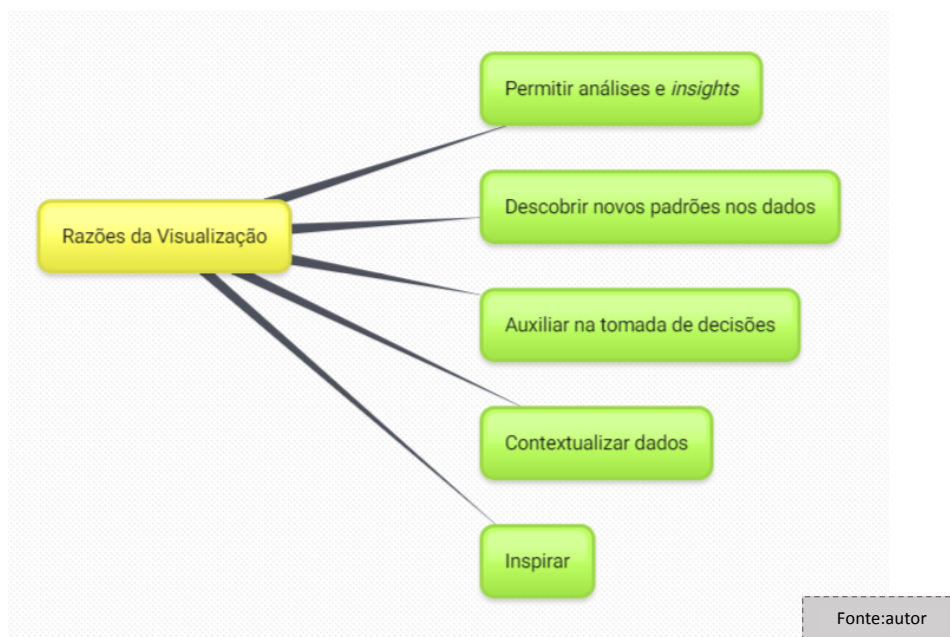 Permitir análises e insights
Descobrir novos padrões nos dados
Razões da Visualização
Auxiliar na tomada de decisões
Contextualizar dados
Inspirar
Fonte:autor